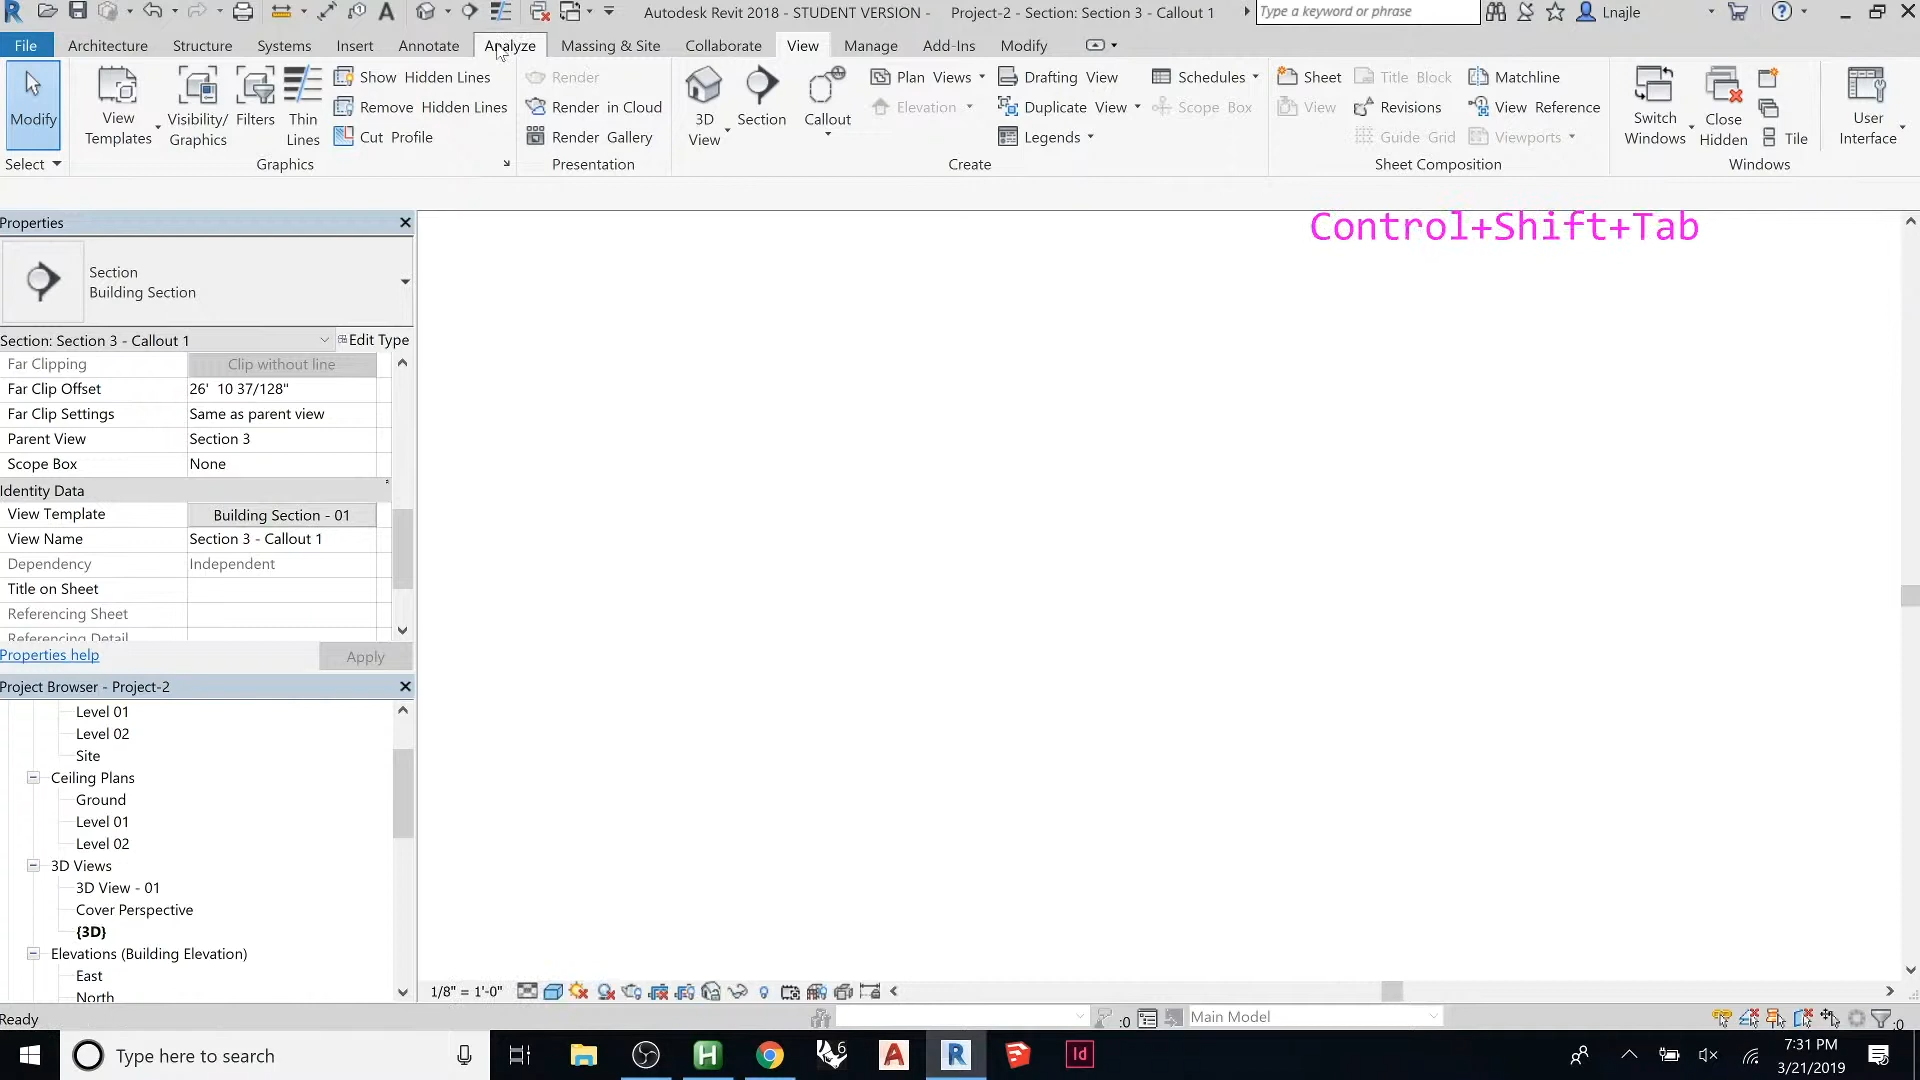 Autodesk Revit 2018 - STUDENT VERSION - Project-2 - Section: Section 3 - Callout 1 Type a keyword or phrase Lnajle
File Architecture Structure Systems Insert Annotate Analyze Massing & Site Collaborate View Manage Add-Ins Modify
Modify
View Templates
Visibility/ Graphics
Filters
Thin Lines
Show Hidden Lines
Remove Hidden Lines
Cut Profile
Render
Render in Cloud
Render Gallery
3D View
Section
Callout
Plan Views
Elevation
Drafting View
Duplicate View
Legends
Schedules
Scope Box
Sheet
View
Title Block
Revisions
Guide Grid
Matchline
View Reference
Viewports
Switch Windows
Close Hidden
Tile
User Interface
Select Graphics Presentation Create Sheet Composition Windows
Properties
Control+Shift+Tab
Section
Building Section
Section: Section 3 - Callout 1 Edit Type
Far Clipping Clip without line
Far Clip Offset 26' 10 37/128"
Far Clip Settings Same as parent view
Parent View Section 3
Scope Box None
Identity Data
View Template Building Section - 01
View Name Section 3 - Callout 1
Dependency Independent
Title on Sheet
Referencing Sheet
Referencing Detail
Properties help Apply
Project Browser - Project-2
Level 01
Level 02
Site
Ceiling Plans
Ground
Level 01
Level 02
3D Views
3D View - 01
Cover Perspective
{3D}
Elevations (Building Elevation)
East
North
1/8" = 1'-0"
Ready :0 Main Model :0
Type here to search
7:31 PM
3/21/2019